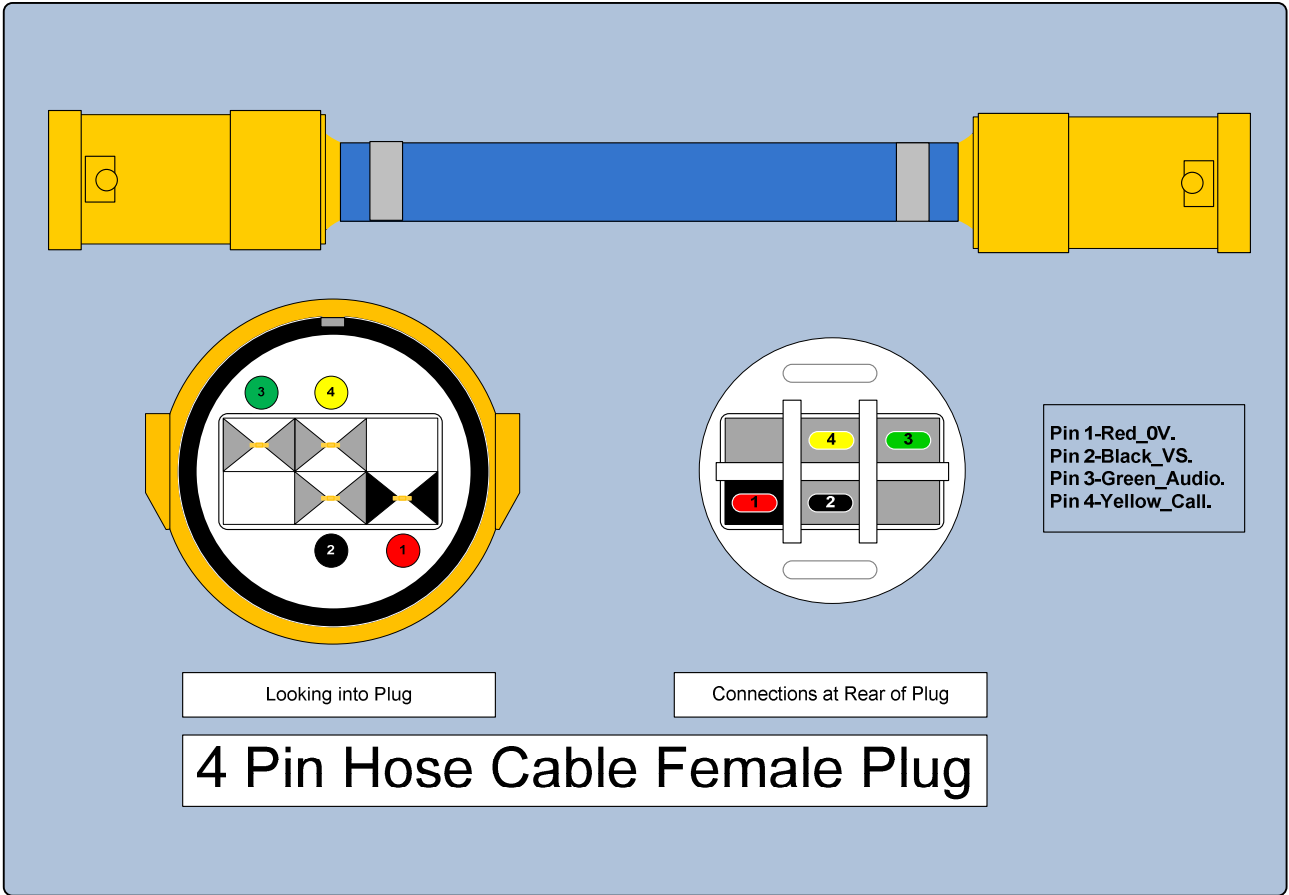 3 4
4 3
1 2
2 1
Pin 1-Red_0V.
Pin 2-Black_VS.
Pin 3-Green_Audio.
Pin 4-Yellow_Call.
Looking into Plug
Connections at Rear of Plug
4 Pin Hose Cable Female Plug